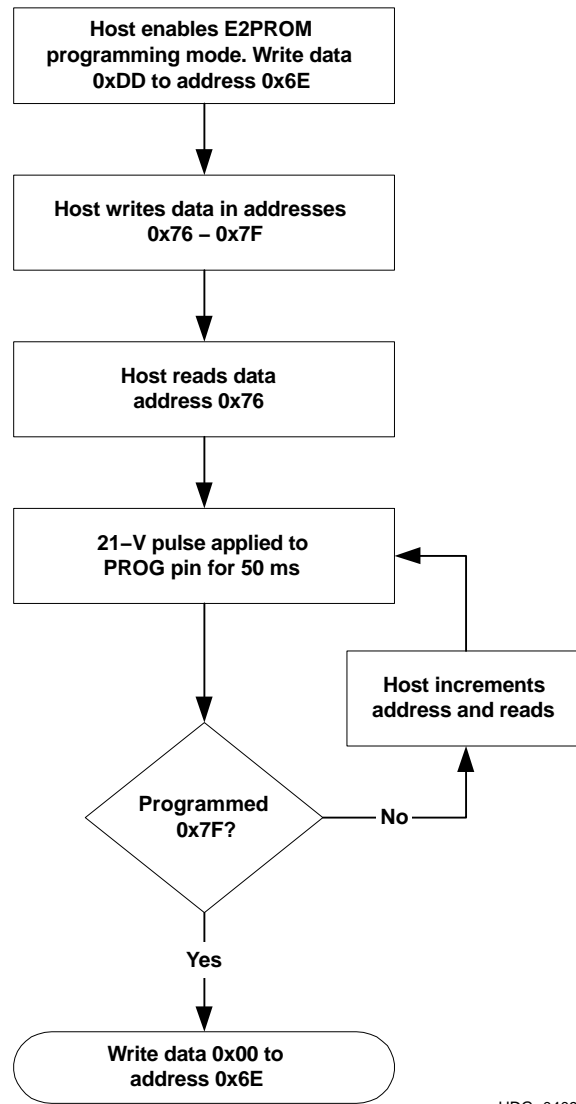 Host enables E2PROM
programming mode. Write data
0xDD to address 0x6E
Host writes data in addresses
0x76 – 0x7F
Host reads data
address 0x76
21–V pulse applied to
PROG pin for 50 ms
Host increments
address and reads
Programmed
0x7F?
No
Yes
Write data 0x00 to
address 0x6E